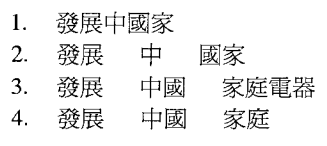 1. 發展中國家
2. 發展 中 國家
3. 發展 中國 家庭電器
4. 發展 中國 家庭